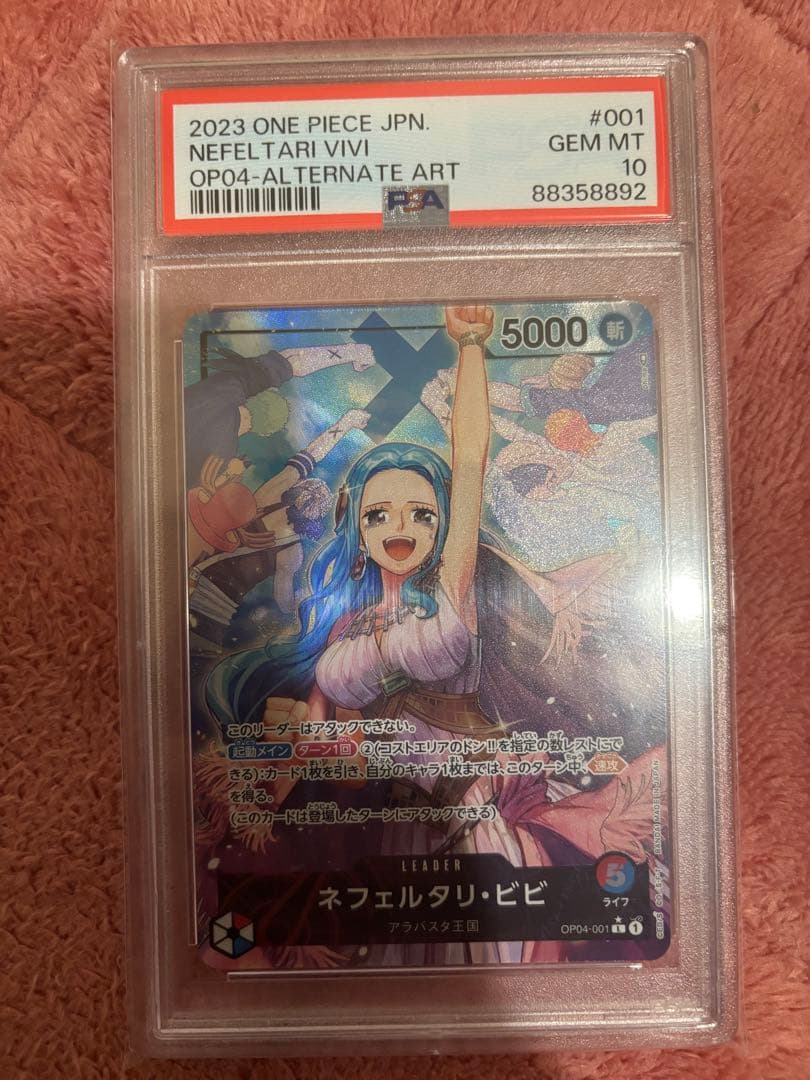 2023 ONE PIECE JPN.
#001
NEFELTARI VIVI
GEM MT
OP04-ALTERNATE ART
10
PSA
88358892
5000 斬
このリーダーはアタックできない。
起動メイン ターン1回 ②(コストエリアのドン!!を指定の数レストにで
きる):カード1枚を引き、自分のキャラ1枚までは、このターン中、速攻
を得る。
(このカードは登場したターンにアタックできる)
LEADER
5
ネフェルタリ・ビビ
ライフ
アラバスタ王国
OP04-001 L 1
BANDAI MADE IN JAPAN